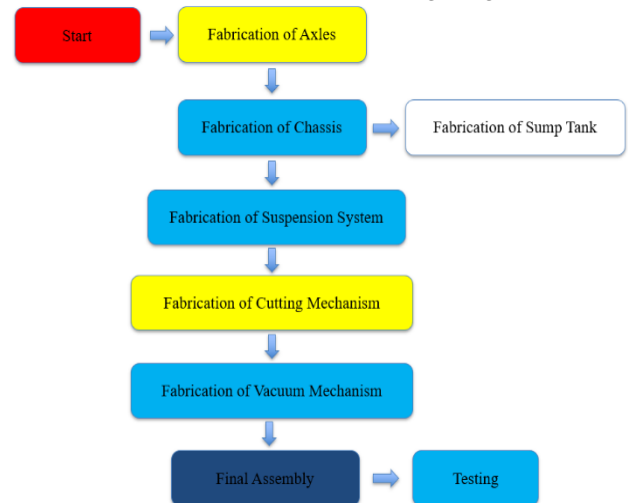 Start
Fabrication of Axles
Fabrication of Chassis
Fabrication of Sump Tank
Fabrication of Suspension System
Fabrication of Cutting Mechanism
Fabrication of Vacuum Mechanism
Final Assembly
Testing